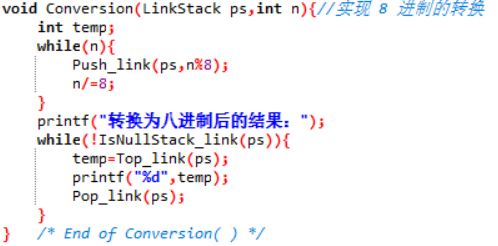 void Conversion(LinkStack ps,int n){//实现 8 进制的转换
    int temp;
    while(n){
        Push_link(ps,n%8);
        n/=8;
    }
    printf("转换为八进制后的结果：");
    while(!IsNullStack_link(ps)){
        temp=Top_link(ps);
        printf("%d",temp);
        Pop_link(ps);
    }
}   /* End of Conversion( ) */